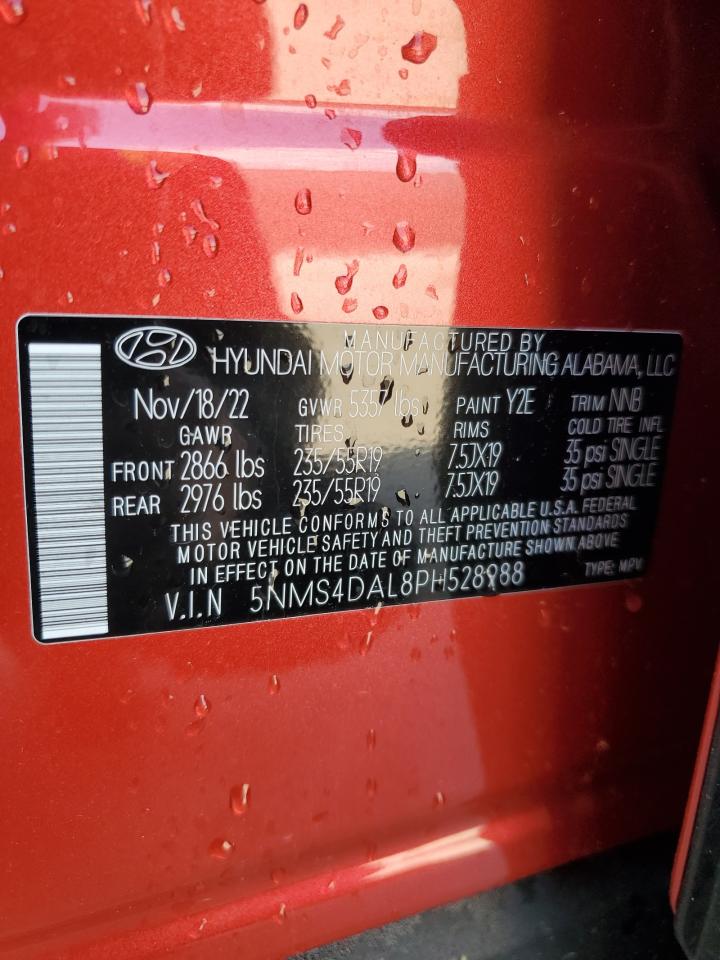 MANUFACTURED BY
HYUNDAI MOTOR MANUFACTURING ALABAMA, LLC
Nov/18/22 GVWR 5357 lbs PAINT Y2E TRIM NNB
GAWR TIRES RIMS COLD TIRE INFL
FRONT 2866 lbs 235/55R19 7.5JX19 35 psi SINGLE
REAR 2976 lbs 235/55R19 7.5JX19 35 psi SINGLE
THIS VEHICLE CONFORMS TO ALL APPLICABLE U.S.A. FEDERAL
MOTOR VEHICLE SAFETY AND THEFT PREVENTION STANDARDS
IN EFFECT ON THE DATE OF MANUFACTURE SHOWN ABOVE
V.I.N 5NMS4DAL8PH528988 TYPE: MPV